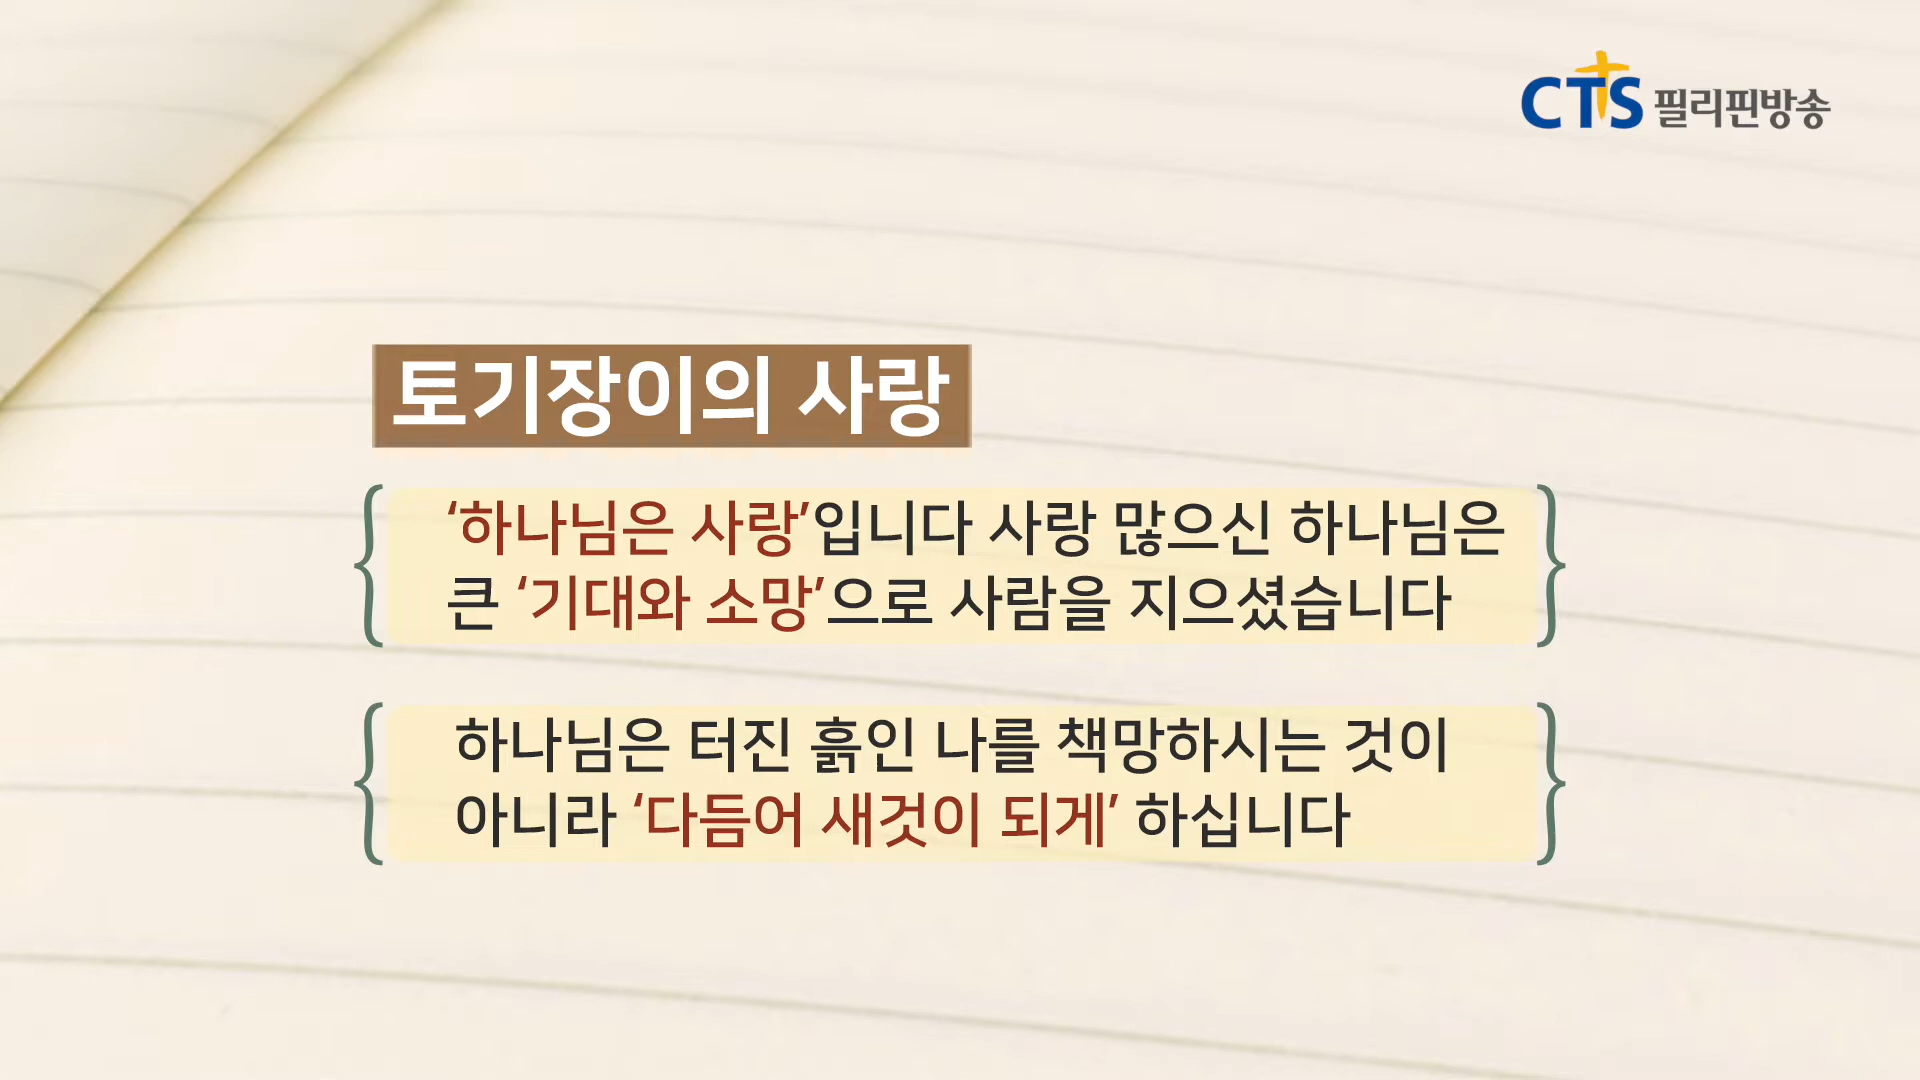 CTS 필리핀방송
토기장이의 사랑
‘하나님은 사랑’입니다 사랑 많으신 하나님은
큰 ‘기대와 소망’으로 사람을 지으셨습니다
하나님은 터진 흙인 나를 책망하시는 것이
아니라 ‘다듬어 새것이 되게’ 하십니다